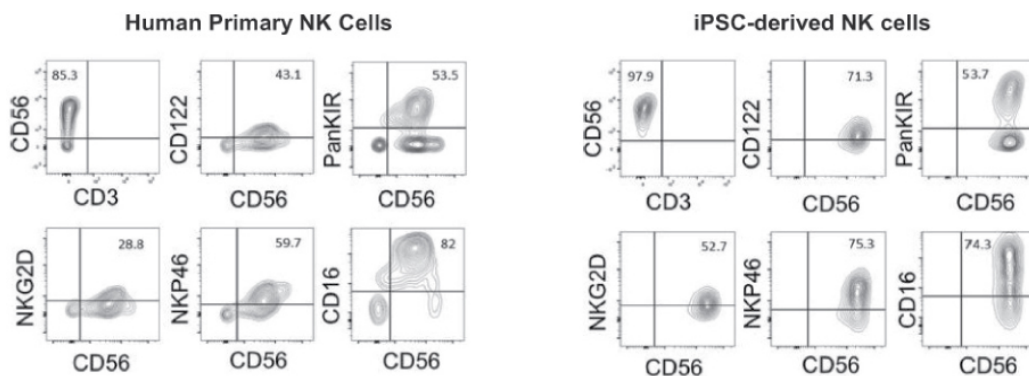 Human Primary NK Cells
iPSC-derived NK cells
85.3
CD56
CD3
43.1
CD122
CD56
53.5
PanKIR
CD56
97.9
CD56
CD3
71.3
CD122
CD56
53.7
PanKIR
CD56
28.8
NKG2D
CD56
59.7
NKP46
CD56
82
CD16
CD56
52.7
NKG2D
CD56
75.3
NKP46
CD56
74.3
CD16
CD56